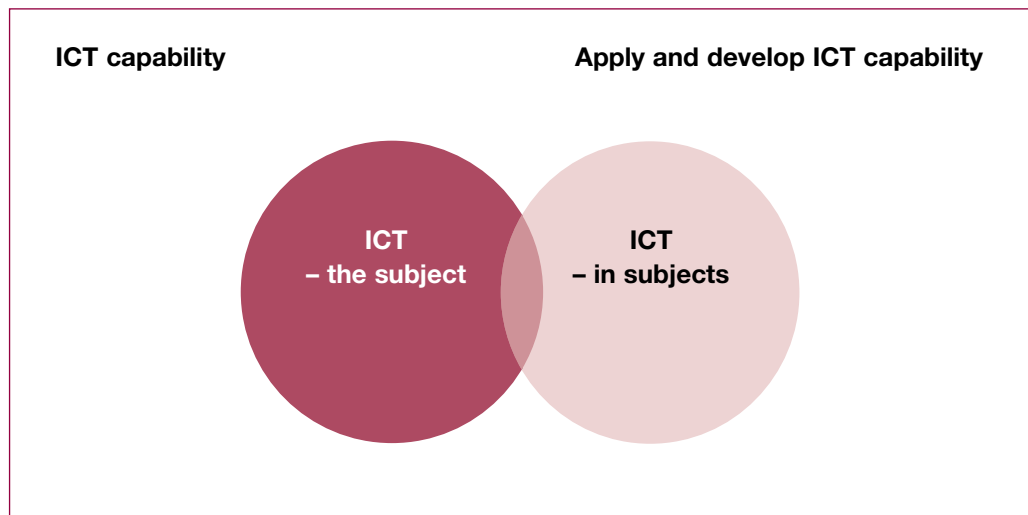 ICT capability
Apply and develop ICT capability
ICT
– the subject
ICT
– in subjects